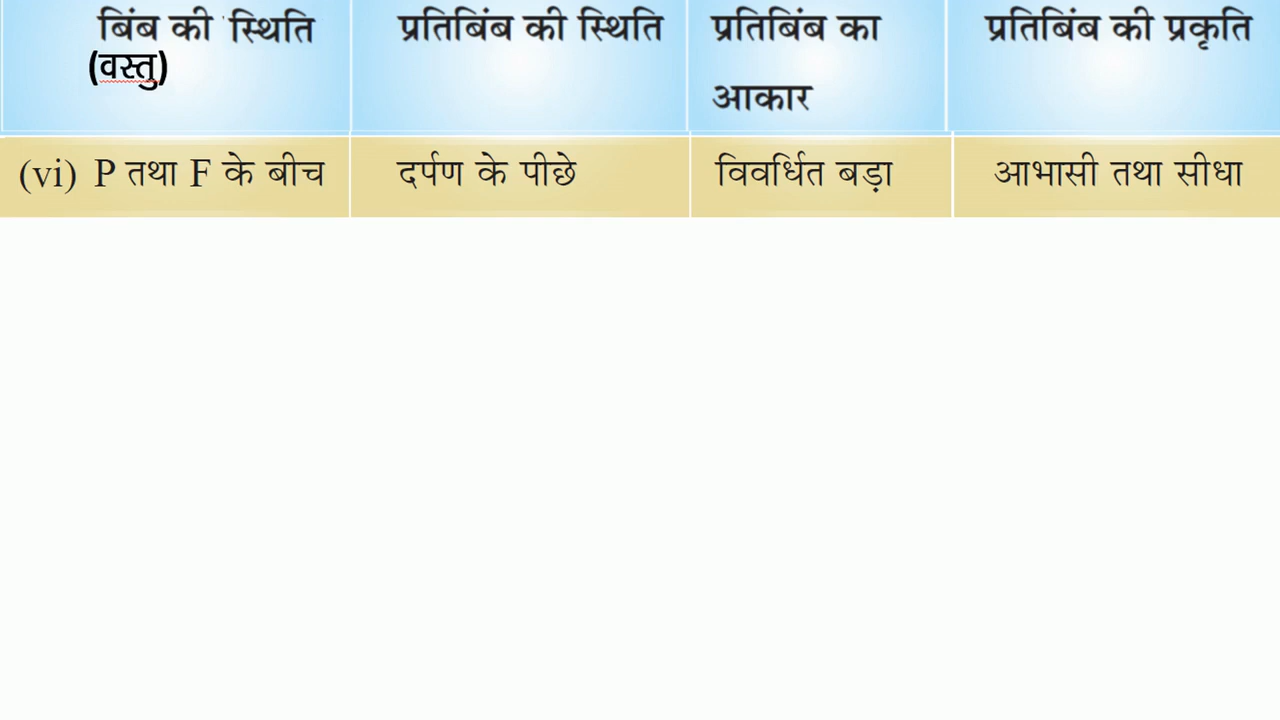 बिंब की स्थिति
(वस्तु)
प्रतिबिंब की स्थिति
प्रतिबिंब का
आकार
प्रतिबिंब की प्रकृति
(vi) P तथा F के बीच
दर्पण के पीछे
विवर्धित बड़ा
आभासी तथा सीधा